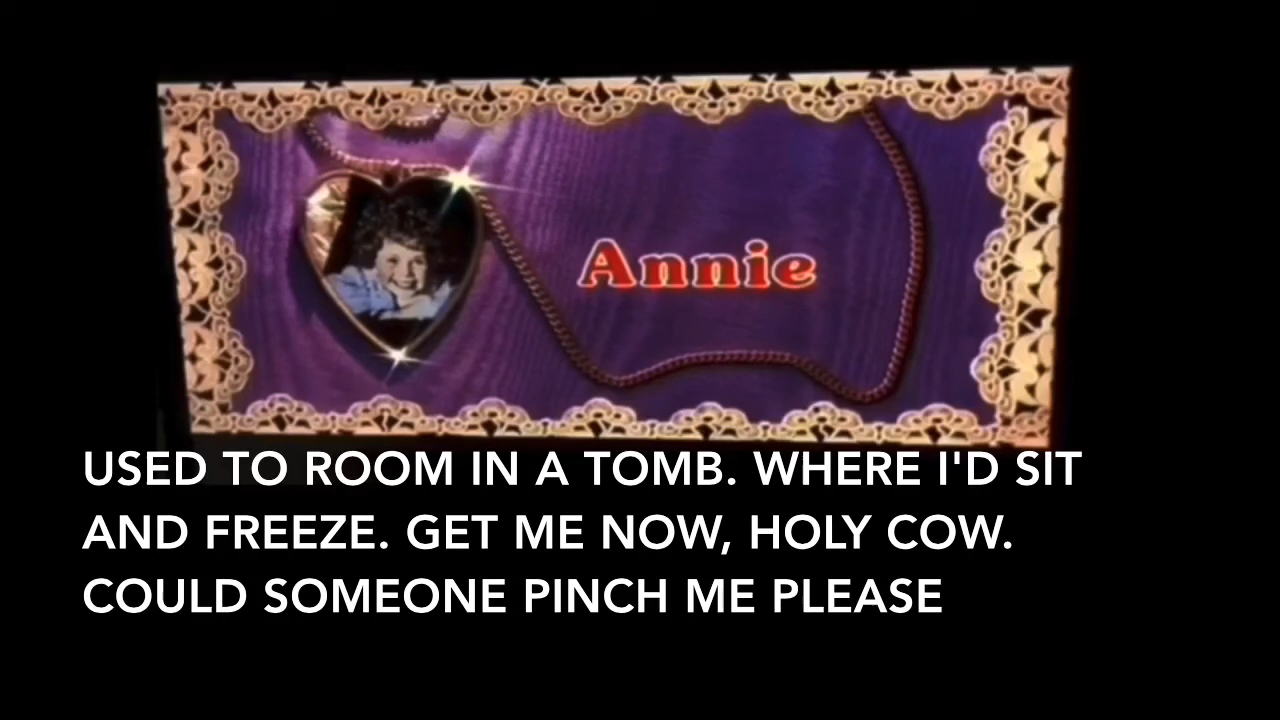 Annie
USED TO ROOM IN A TOMB. WHERE I'D SIT
AND FREEZE. GET ME NOW, HOLY COW.
COULD SOMEONE PINCH ME PLEASE